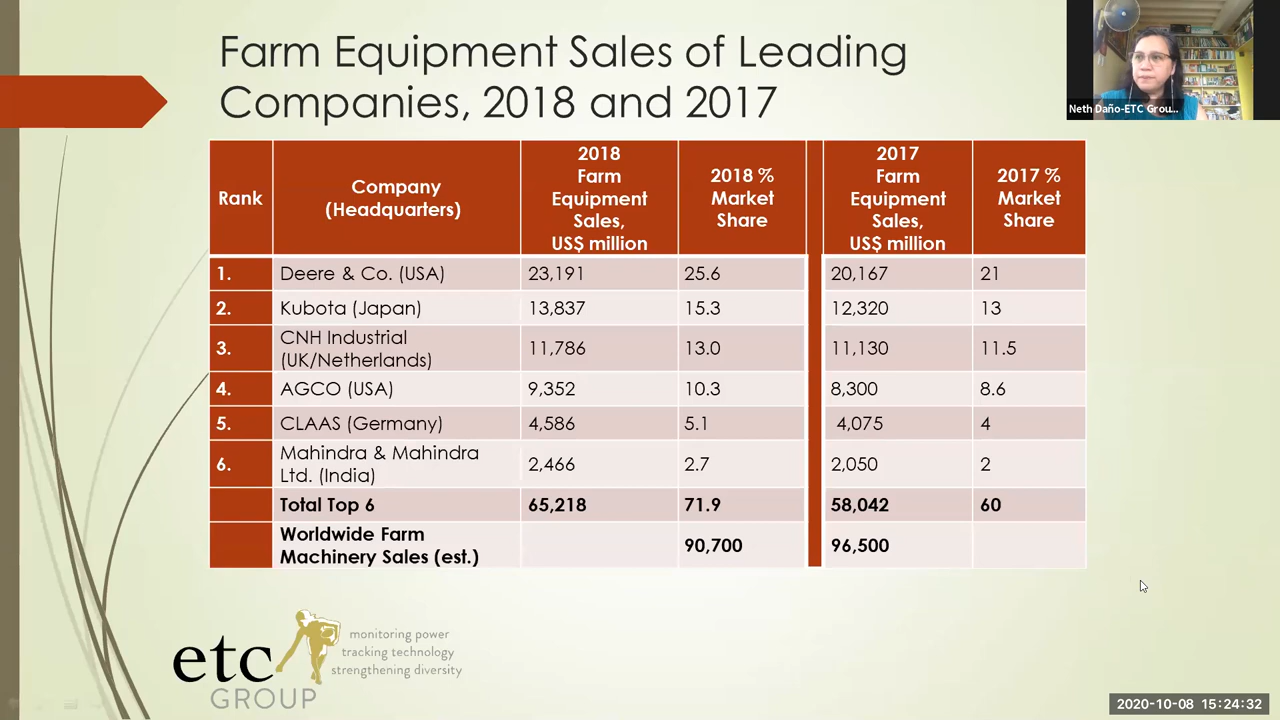 Farm Equipment Sales of Leading
Companies, 2018 and 2017
Neth Daño-ETC Grou...
Rank
Company
(Headquarters)
2018
Farm
Equipment
Sales,
US$ million
2018 %
Market
Share
2017
Farm
Equipment
Sales,
US$ million
2017 %
Market
Share
1. Deere & Co. (USA) 23,191 25.6 20,167 21
2. Kubota (Japan) 13,837 15.3 12,320 13
3. CNH Industrial
(UK/Netherlands) 11,786 13.0 11,130 11.5
4. AGCO (USA) 9,352 10.3 8,300 8.6
5. CLAAS (Germany) 4,586 5.1 4,075 4
6. Mahindra & Mahindra
Ltd. (India) 2,466 2.7 2,050 2
Total Top 6 65,218 71.9 58,042 60
Worldwide Farm
Machinery Sales (est.) 90,700 96,500
etc
GROUP
monitoring power
tracking technology
strengthening diversity
2020-10-08 15:24:32